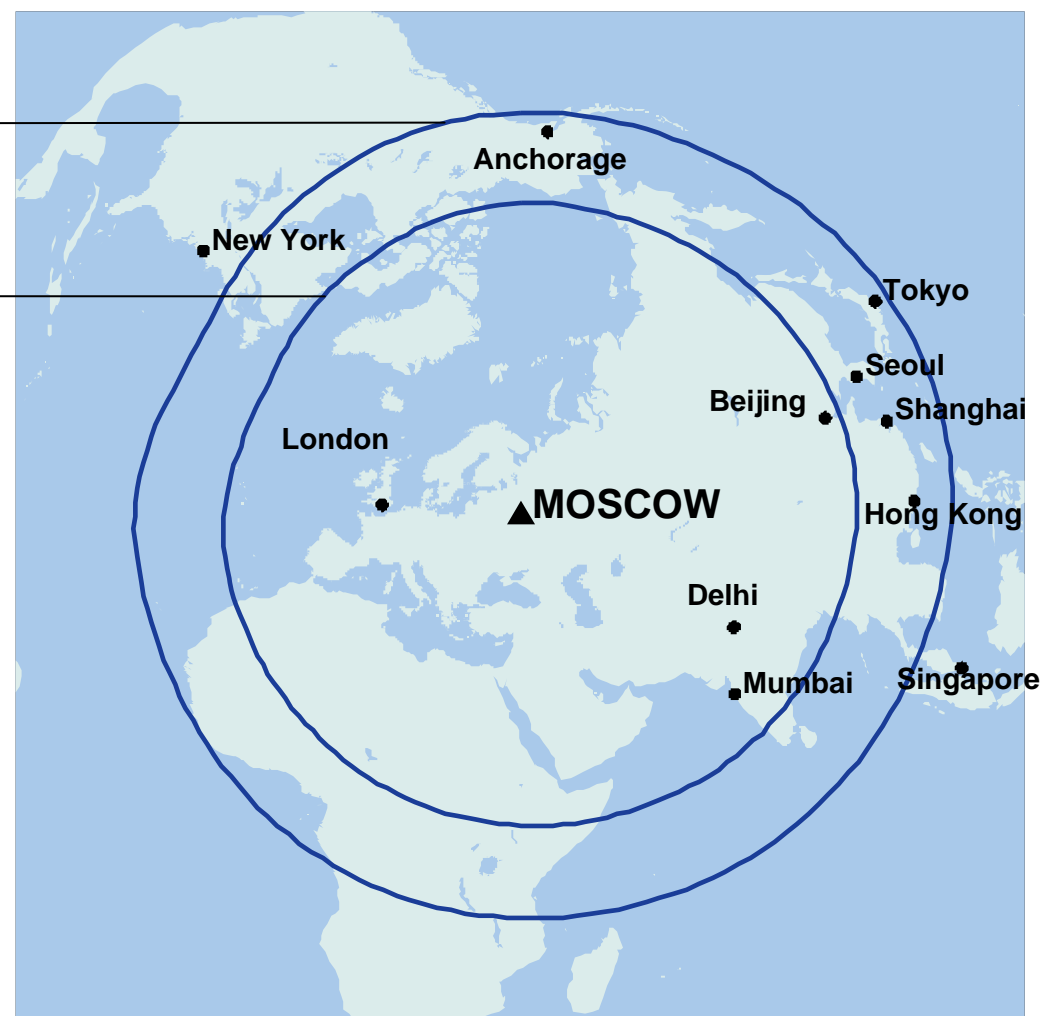 Anchorage
New York
Tokyo
Seoul
Beijing
Shanghai
London
MOSCOW
Hong Kong
Delhi
Mumbai
Singapore